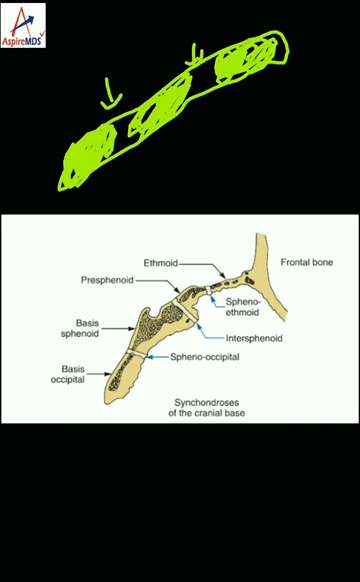 AspireMDS
Ethmoid
Frontal bone
Presphenoid
Spheno-
ethmoid
Basis
sphenoid
Intersphenoid
Spheno-occipital
Basis
occipital
Synchondroses
of the cranial base